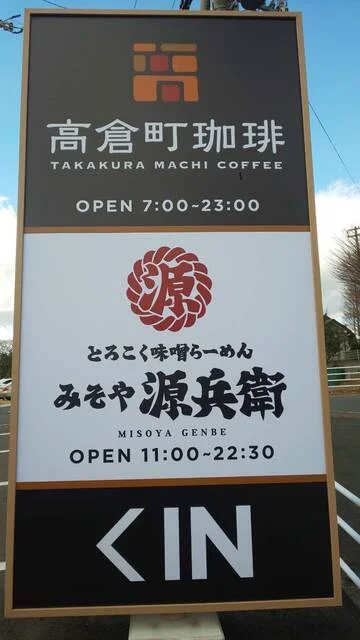 高倉町珈琲
TAKAKURA MACHI COFFEE
OPEN 7:00~23:00
源
とろこく味噌らーめん
みそや源兵衛
MISOYA GENBE
OPEN 11:00~22:30
<IN